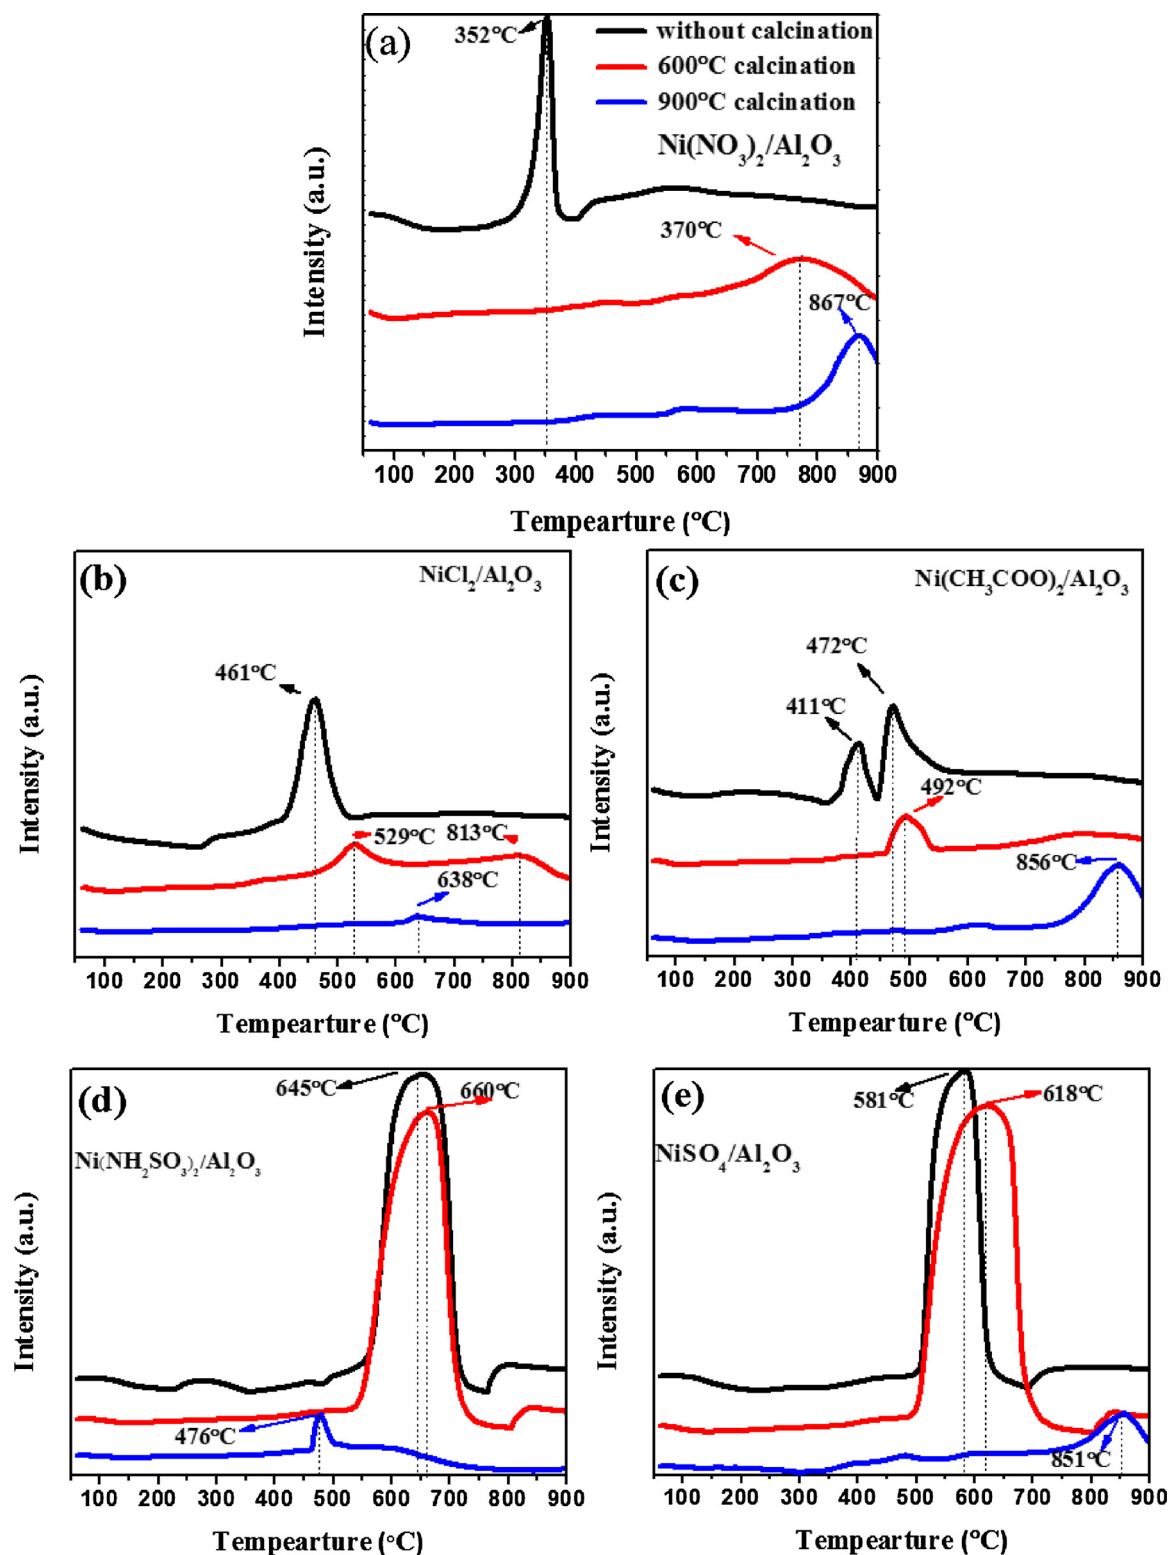 (a)
352°C
without calcination
600°C calcination
900°C calcination
Ni(NO₃)₂/Al₂O₃
370°C
867°C
Intensity (a.u.)
100 200 300 400 500 600 700 800 900
Tempearture (°C)
(b)
NiCl₂/Al₂O₃
461°C
529°C
813°C
638°C
Intensity (a.u.)
100 200 300 400 500 600 700 800 900
Tempearture (°C)
(c)
Ni(CH₃COO)₂/Al₂O₃
472°C
411°C
492°C
856°C
Intensity (a.u.)
100 200 300 400 500 600 700 800 900
Tempearture (°C)
(d)
645°C
660°C
Ni(NH₂SO₃)₂/Al₂O₃
476°C
Intensity (a.u.)
100 200 300 400 500 600 700 800 900
Tempearture (°C)
(e)
581°C
618°C
NiSO₄/Al₂O₃
851°C
Intensity (a.u.)
100 200 300 400 500 600 700 800 900
Tempearture (°C)